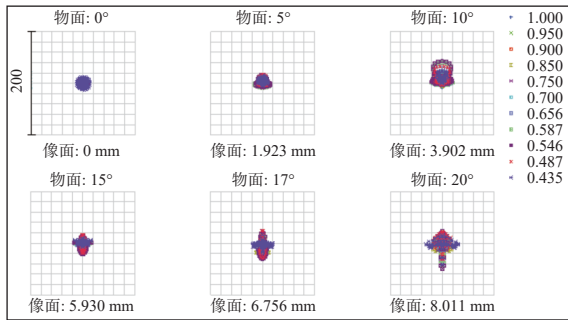 物面: 0°
物面: 5°
物面: 10°
200
像面: 0 mm
像面: 1.923 mm
像面: 3.902 mm
物面: 15°
物面: 17°
物面: 20°
像面: 5.930 mm
像面: 6.756 mm
像面: 8.011 mm
1.000
0.950
0.900
0.850
0.750
0.700
0.656
0.587
0.546
0.487
0.435